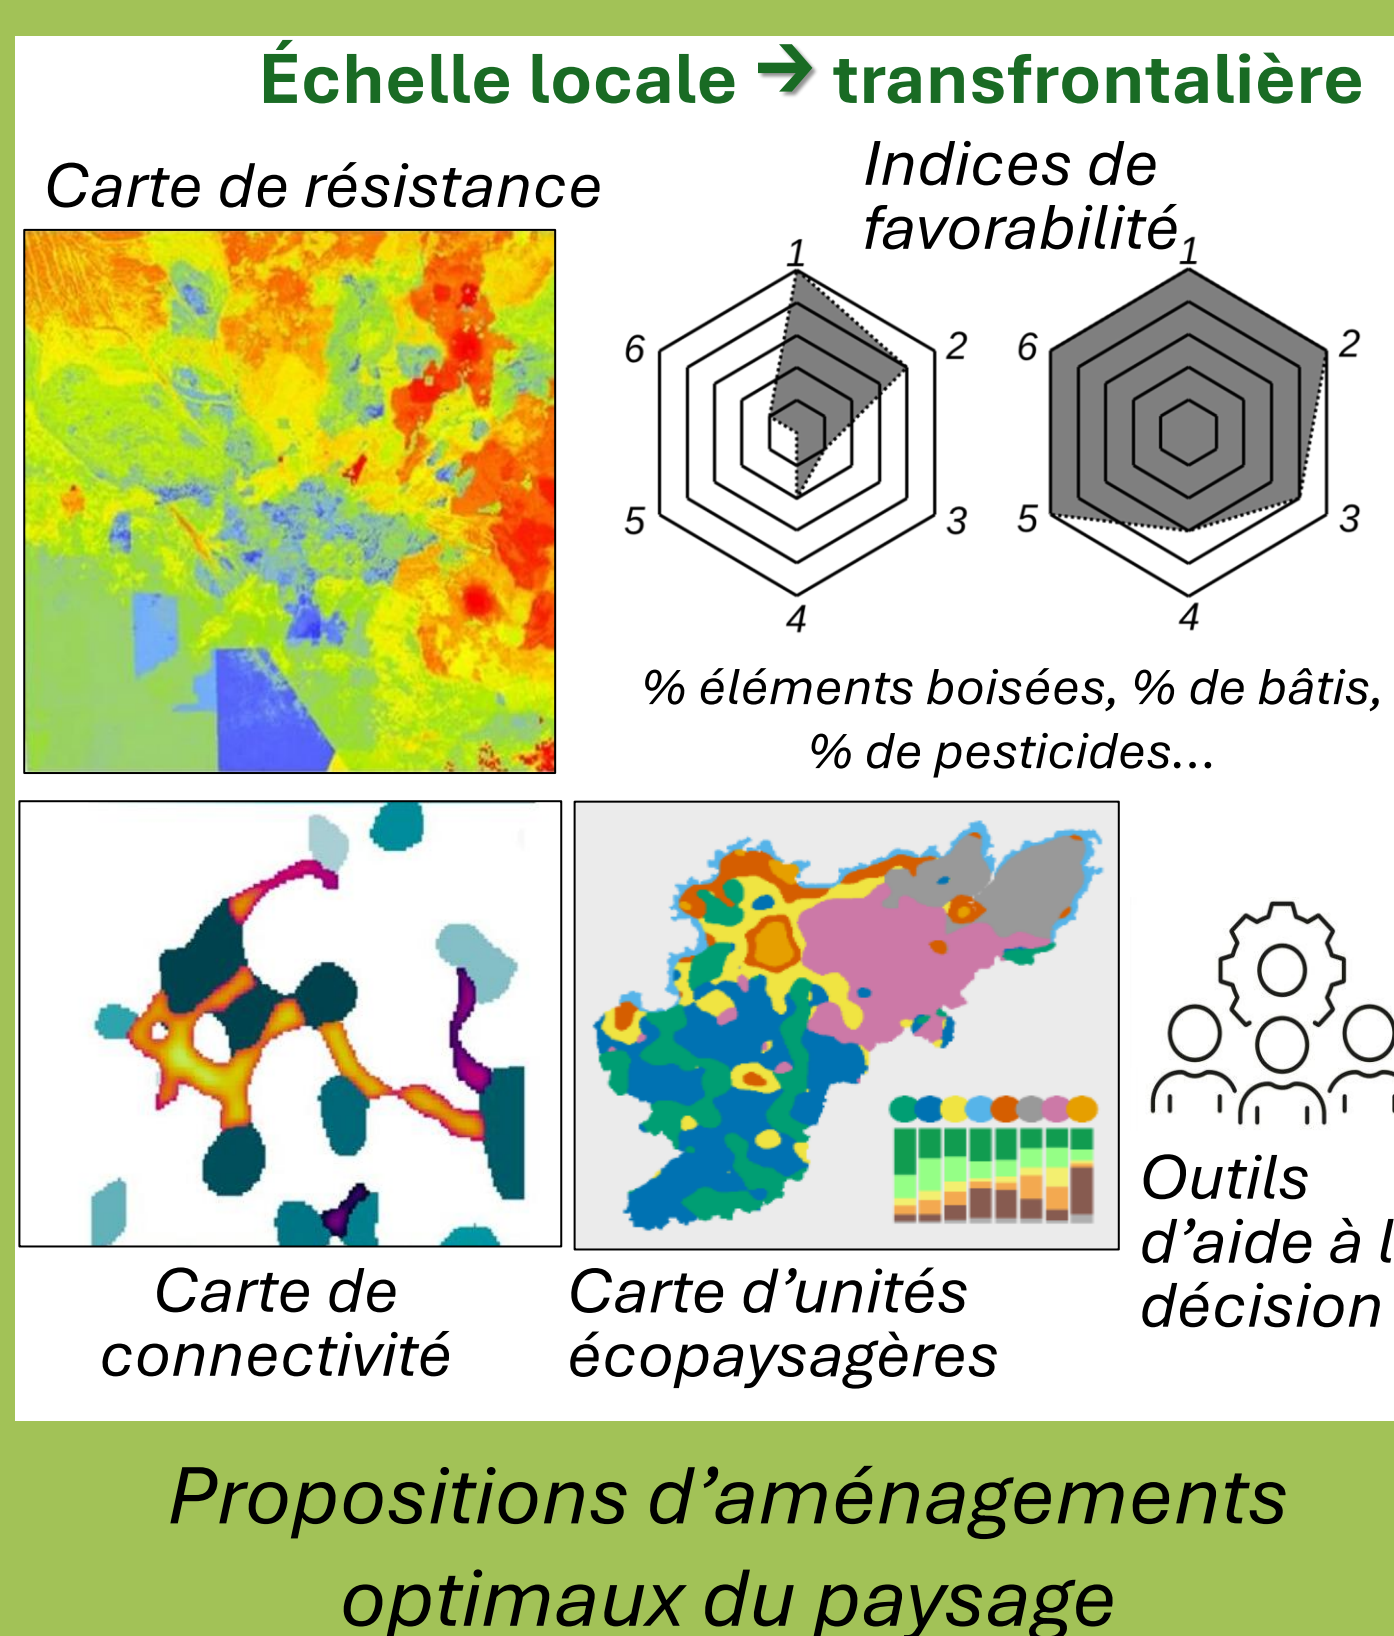 Échelle locale → transfrontalière
Carte de résistance
Indices de
favorabilité
1
2
3
4
5
6
1
2
3
4
5
6
% éléments boisées, % de bâtis,
% de pesticides...
Carte de
connectivité
Carte d’unités
écopaysagères
Outils
d’aide à l
décision
Propositions d’aménagements
optimaux du paysage